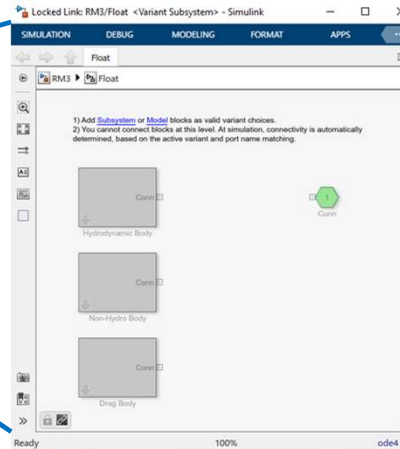 Locked Link: RM3/Float <Variant Subsystem> - Simulink
SIMULATION DEBUG MODELING FORMAT APPS
Float
RM3 Float
1) Add Subsystem or Model blocks as valid variant choices.
2) You cannot connect blocks at this level. At simulation, connectivity is automatically
determined, based on the active variant and port name matching.
Conn
Hydrodynamic Body
1
Conn
Conn
Non-Hydro Body
Conn
Drag Body
Ready 100% ode4